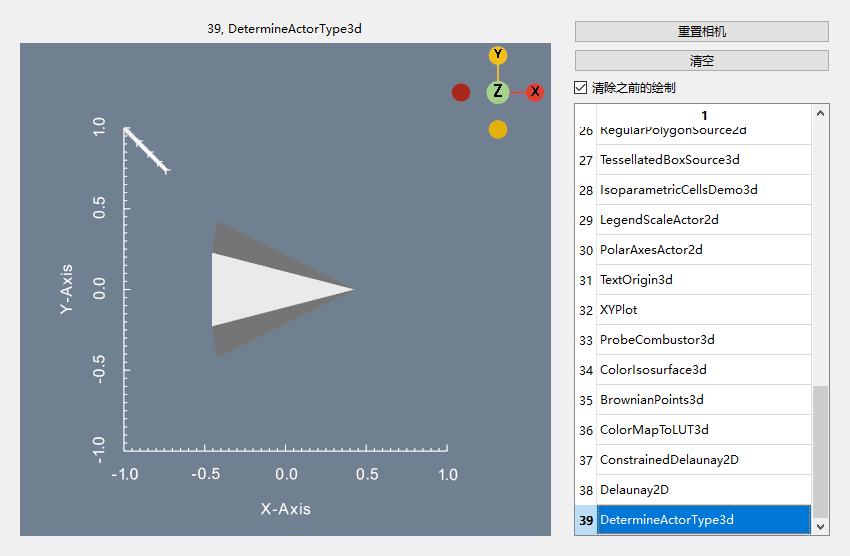 39, DetermineActorType3d
Y
Z
X
1.0
0.5
0.0
-0.5
-1.0
Y-Axis
-1.0
-0.5
0.0
0.5
1.0
X-Axis
重置相机
清空
清除之前的绘制
1
26 RegularPolygonSource2d
27 TessellatedBoxSource3d
28 IsoparametricCellsDemo3d
29 LegendScaleActor2d
30 PolarAxesActor2d
31 TextOrigin3d
32 XYPlot
33 ProbeCombustor3d
34 ColorIsosurface3d
35 BrownianPoints3d
36 ColorMapToLUT3d
37 ConstrainedDelaunay2D
38 Delaunay2D
39 DetermineActorType3d